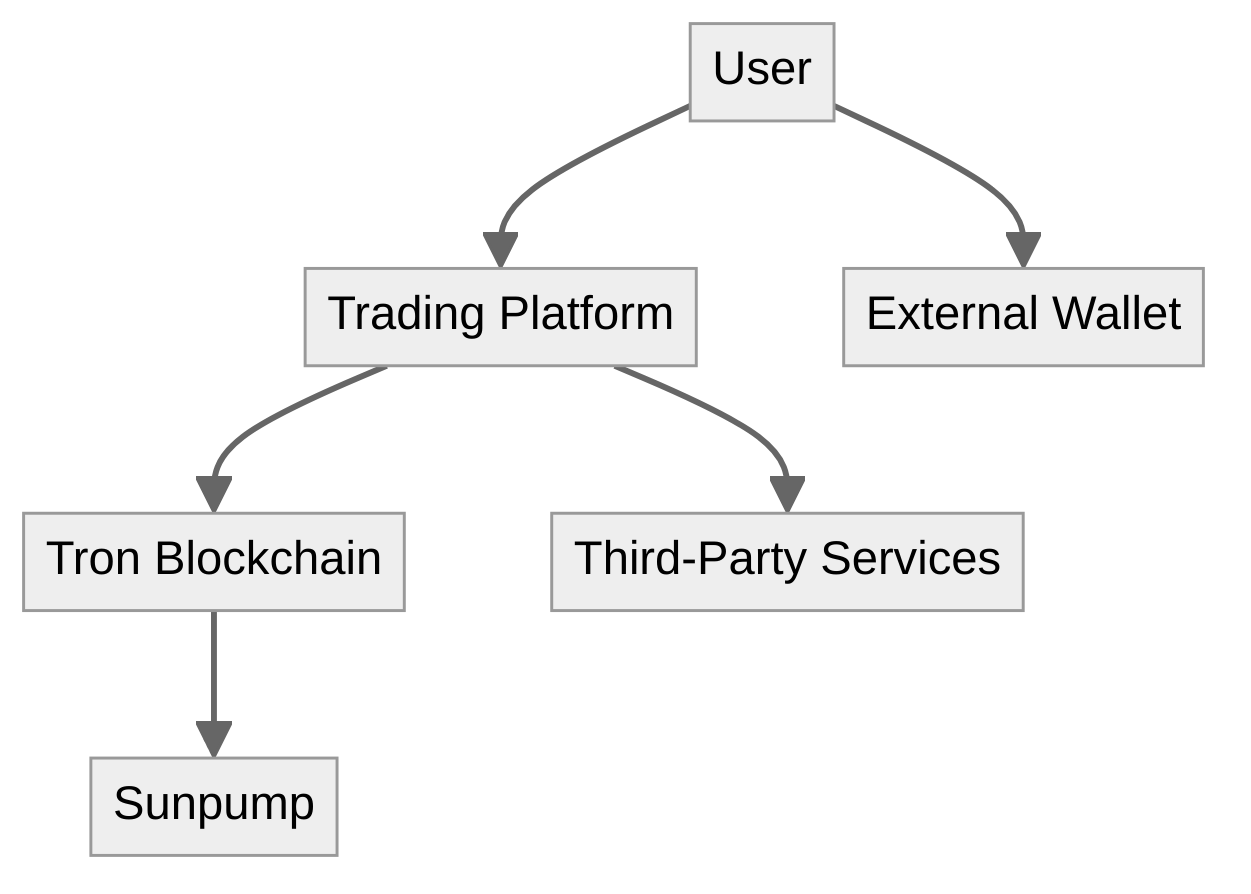 User
Trading Platform
External Wallet
Tron Blockchain
Third-Party Services
Sunpump